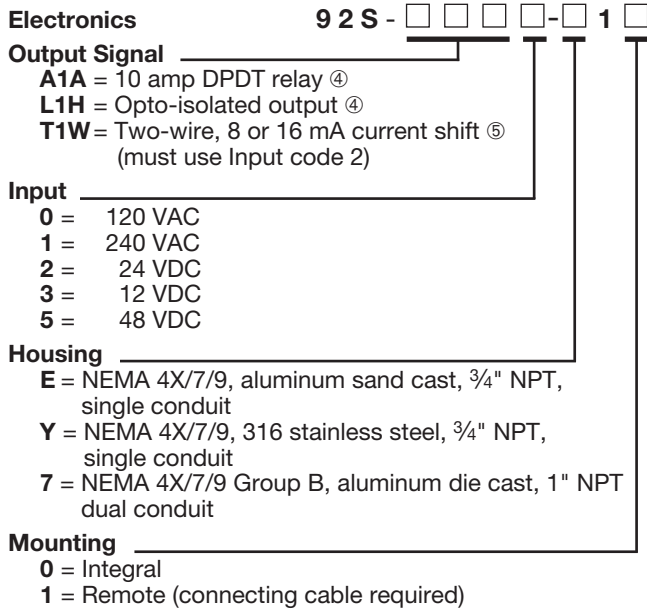 Electronics 9 2 S - □ □ □ □-□ 1 □
Output Signal
A1A = 10 amp DPDT relay ④
L1H = Opto-isolated output ④
T1W = Two-wire, 8 or 16 mA current shift ⑤
(must use Input code 2)
Input
0 = 120 VAC
1 = 240 VAC
2 = 24 VDC
3 = 12 VDC
5 = 48 VDC
Housing
E = NEMA 4X/7/9, aluminum sand cast, ¾" NPT,
single conduit
Y = NEMA 4X/7/9, 316 stainless steel, ¾" NPT,
single conduit
7 = NEMA 4X/7/9 Group B, aluminum die cast, 1" NPT
dual conduit
Mounting
0 = Integral
1 = Remote (connecting cable required)